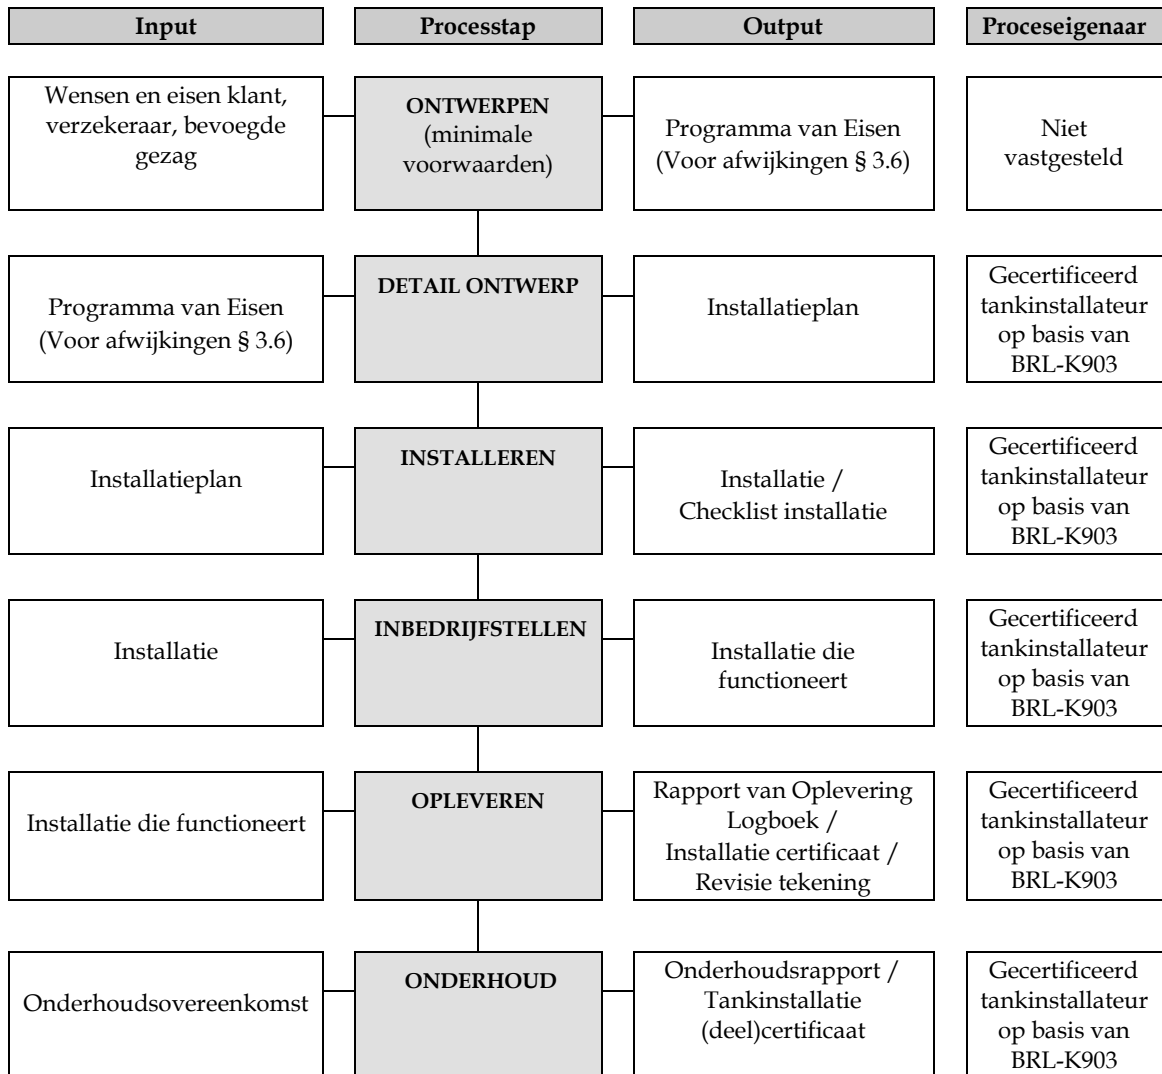 Input
Processtap
Output
Proceseigenaar
Wensen en eisen klant,
verzekeraar, bevoegde
gezag
ONTWERPEN
(minimale
voorwaarden)
Programma van Eisen
(Voor afwijkingen § 3.6)
Niet
vastgesteld
Programma van Eisen
(Voor afwijkingen § 3.6)
DETAIL ONTWERP
Installatieplan
Gecertificeerd
tankinstallateur
op basis van
BRL-K903
Installatieplan
INSTALLEREN
Installatie /
Checklist installatie
Gecertificeerd
tankinstallateur
op basis van
BRL-K903
Installatie
INBEDRIJFSTELLEN
Installatie die
functioneert
Gecertificeerd
tankinstallateur
op basis van
BRL-K903
Installatie die functioneert
OPLEVEREN
Rapport van Oplevering
Logboek /
Installatie certificaat /
Revisie tekening
Gecertificeerd
tankinstallateur
op basis van
BRL-K903
Onderhoudsovereenkomst
ONDERHOUD
Onderhoudsrapport /
Tankinstallatie
(deel)certificaat
Gecertificeerd
tankinstallateur
op basis van
BRL-K903